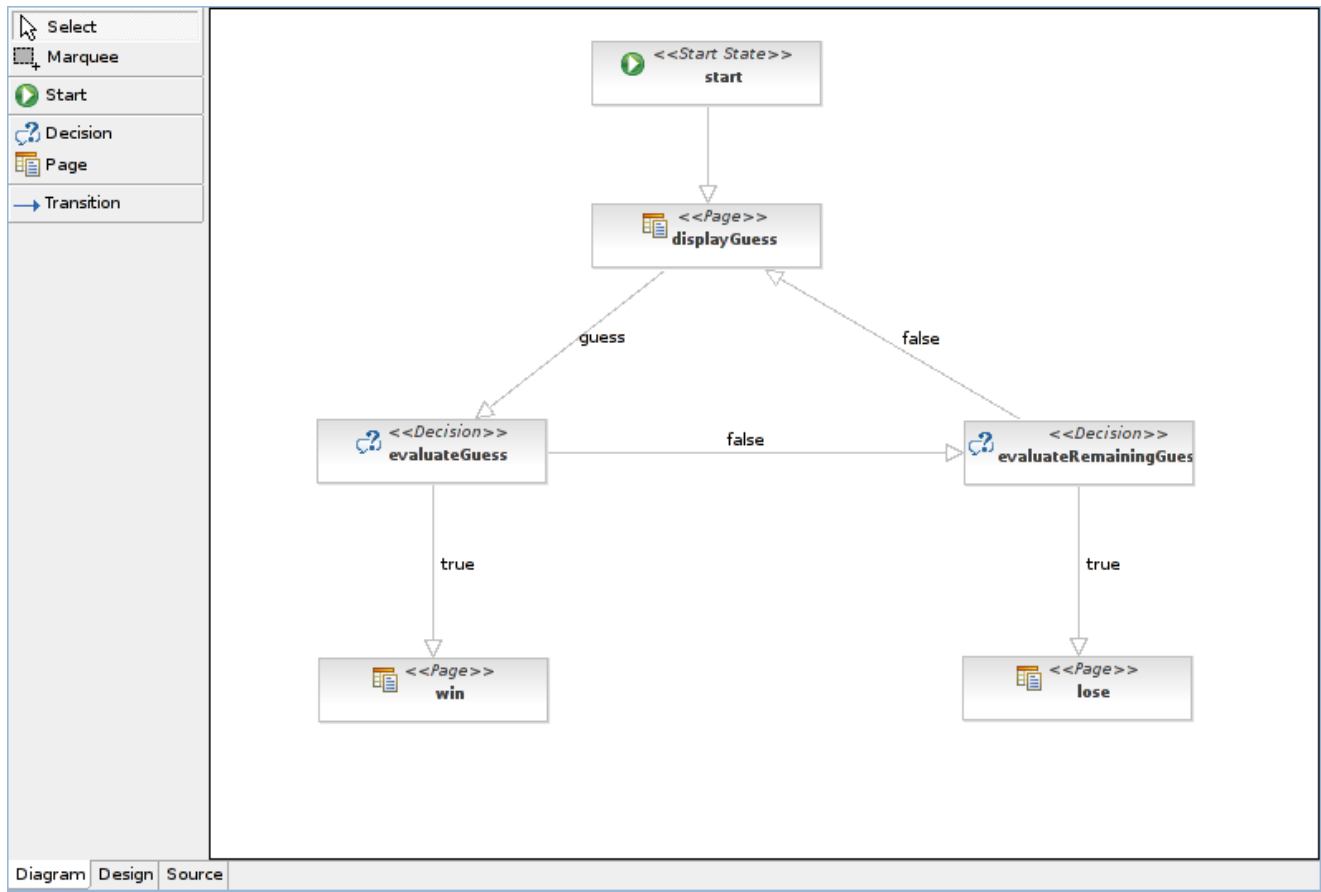 Select
Marquee
Start
Decision
Page
Transition
<<Start State>>
start
<<Page>>
displayGuess
guess
false
<<Decision>>
evaluateGuess
false
<<Decision>>
evaluateRemainingGues
true
true
<<Page>>
win
<<Page>>
lose
Diagram Design Source